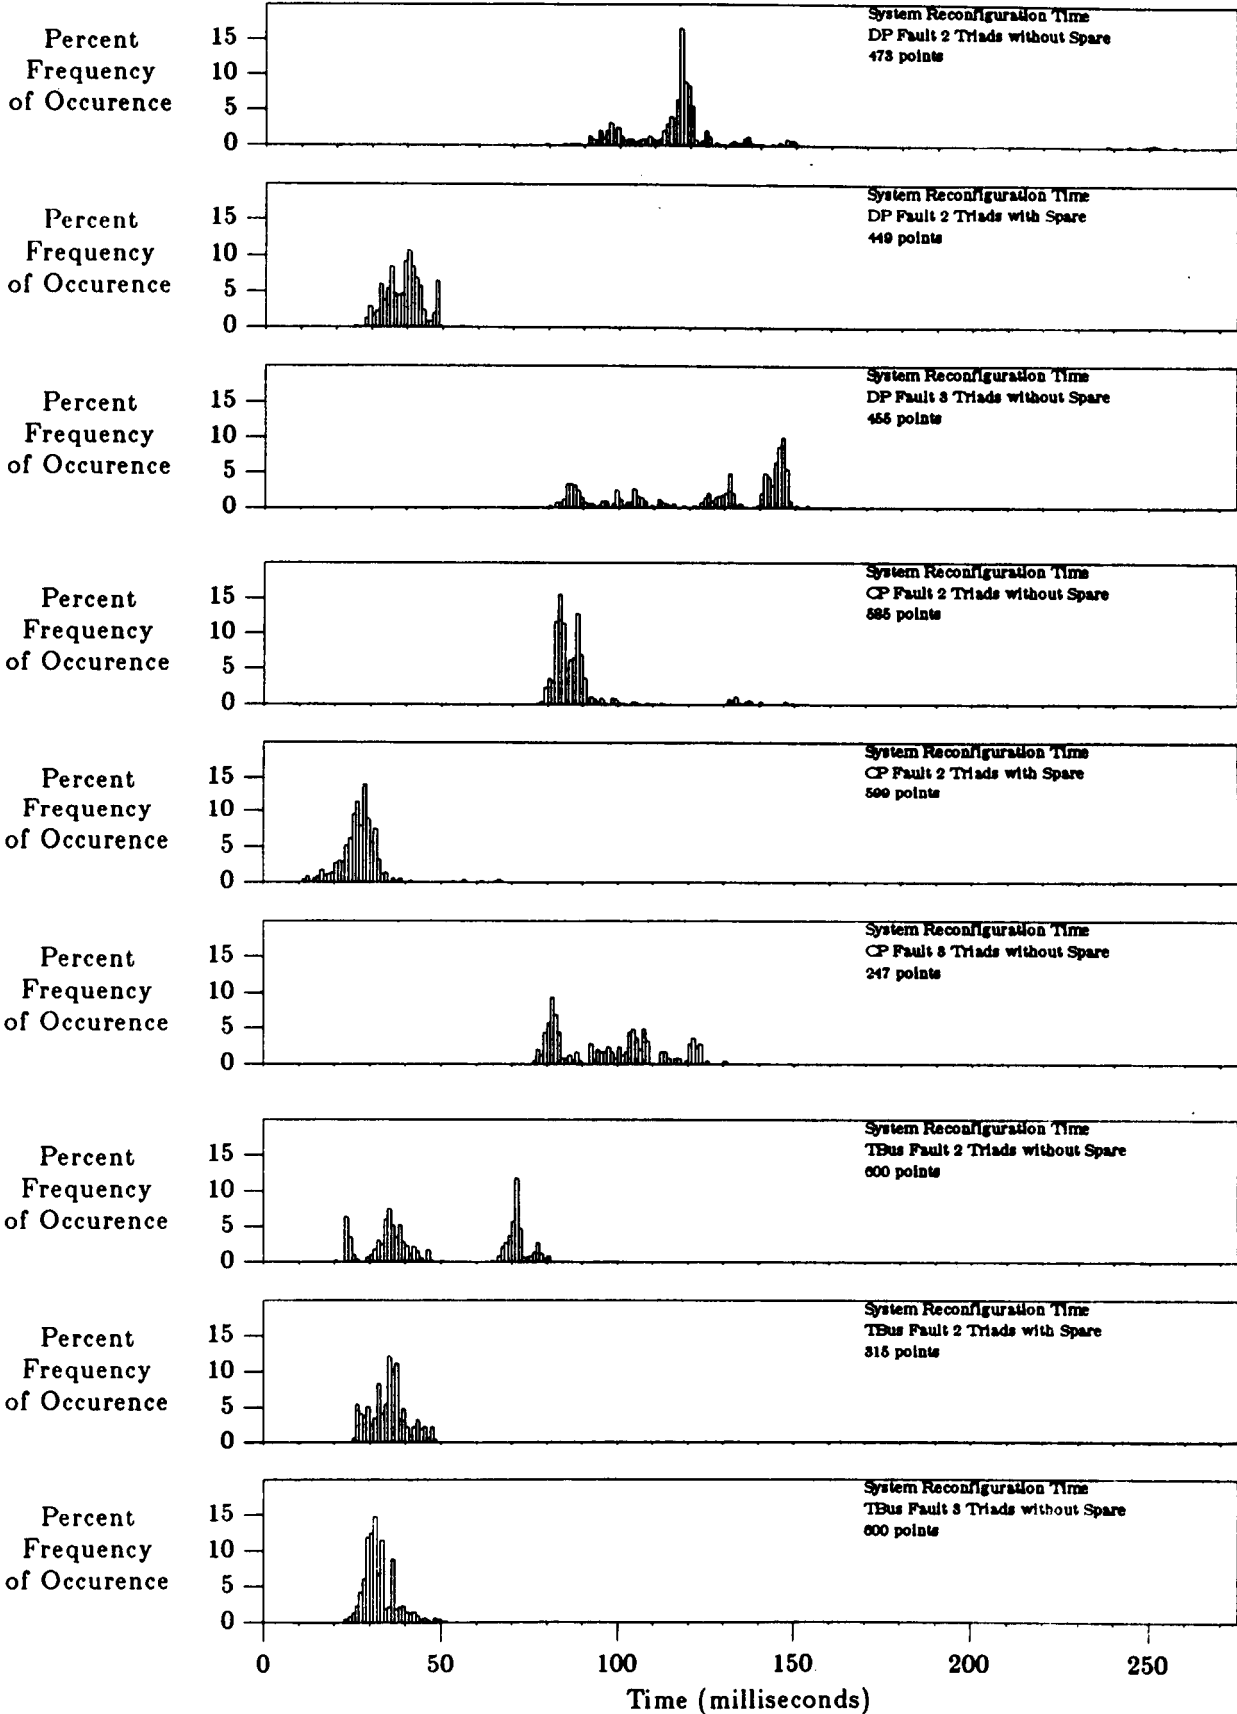 System Reconfiguration Time
DP Fault 2 Triads without Spare
473 points
Percent
Frequency
of Occurence
15
10
5
0
System Reconfiguration Time
DP Fault 2 Triads with Spare
449 points
Percent
Frequency
of Occurence
15
10
5
0
System Reconfiguration Time
DP Fault 3 Triads without Spare
455 points
Percent
Frequency
of Occurence
15
10
5
0
System Reconfiguration Time
CP Fault 2 Triads without Spare
585 points
Percent
Frequency
of Occurence
15
10
5
0
System Reconfiguration Time
CP Fault 2 Triads with Spare
599 points
Percent
Frequency
of Occurence
15
10
5
0
System Reconfiguration Time
CP Fault 3 Triads without Spare
247 points
Percent
Frequency
of Occurence
15
10
5
0
System Reconfiguration Time
TBus Fault 2 Triads without Spare
600 points
Percent
Frequency
of Occurence
15
10
5
0
System Reconfiguration Time
TBus Fault 2 Triads with Spare
315 points
Percent
Frequency
of Occurence
15
10
5
0
System Reconfiguration Time
TBus Fault 3 Triads without Spare
600 points
Percent
Frequency
of Occurence
15
10
5
0
0 50 100 150 200 250
Time (milliseconds)